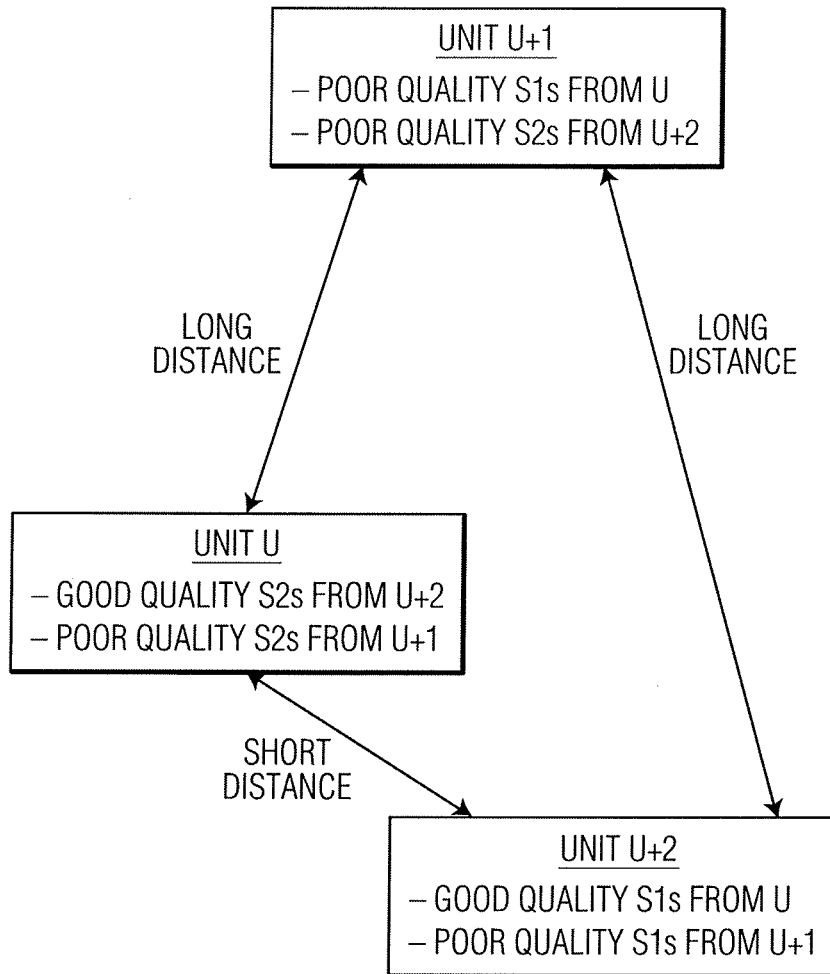 UNIT U+1
– POOR QUALITY S1s FROM U
– POOR QUALITY S2s FROM U+2
LONG
DISTANCE
LONG
DISTANCE
UNIT U
– GOOD QUALITY S2s FROM U+2
– POOR QUALITY S2s FROM U+1
SHORT
DISTANCE
UNIT U+2
– GOOD QUALITY S1s FROM U
– POOR QUALITY S1s FROM U+1